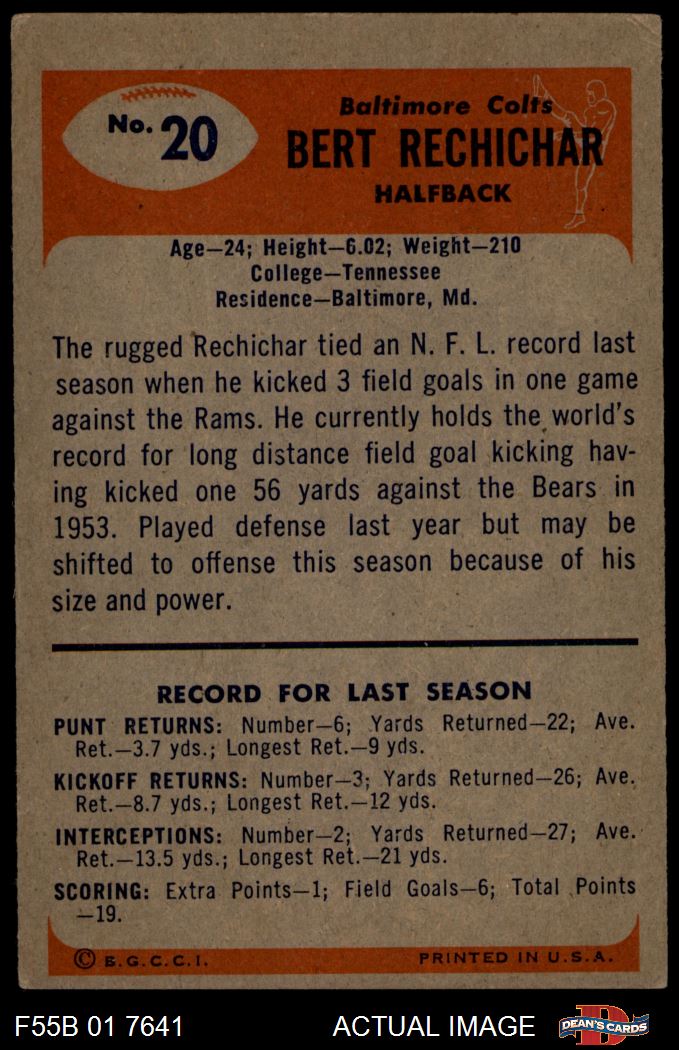 No. 20
Baltimore Colts
BERT RECHICHAR
HALFBACK
Age—24; Height—6.02; Weight—210
College—Tennessee
Residence—Baltimore, Md.
The rugged Rechichar tied an N. F. L. record last
season when he kicked 3 field goals in one game
against the Rams. He currently holds the world's
record for long distance field goal kicking hav-
ing kicked one 56 yards against the Bears in
1953. Played defense last year but may be
shifted to offense this season because of his
size and power.
RECORD FOR LAST SEASON
PUNT RETURNS: Number—6; Yards Returned—22; Ave.
Ret.—3.7 yds.; Longest Ret.—9 yds.
KICKOFF RETURNS: Number—3; Yards Returned—26; Ave.
Ret.—8.7 yds.; Longest Ret.—12 yds.
INTERCEPTIONS: Number—2; Yards Returned—27; Ave.
Ret.—13.5 yds.; Longest Ret.—21 yds.
SCORING: Extra Points—1; Field Goals—6; Total Points
—19.
© B.G.C.C.I.
PRINTED IN U.S.A.
F55B 01 7641
ACTUAL IMAGE
D
DEAN'S CARDS